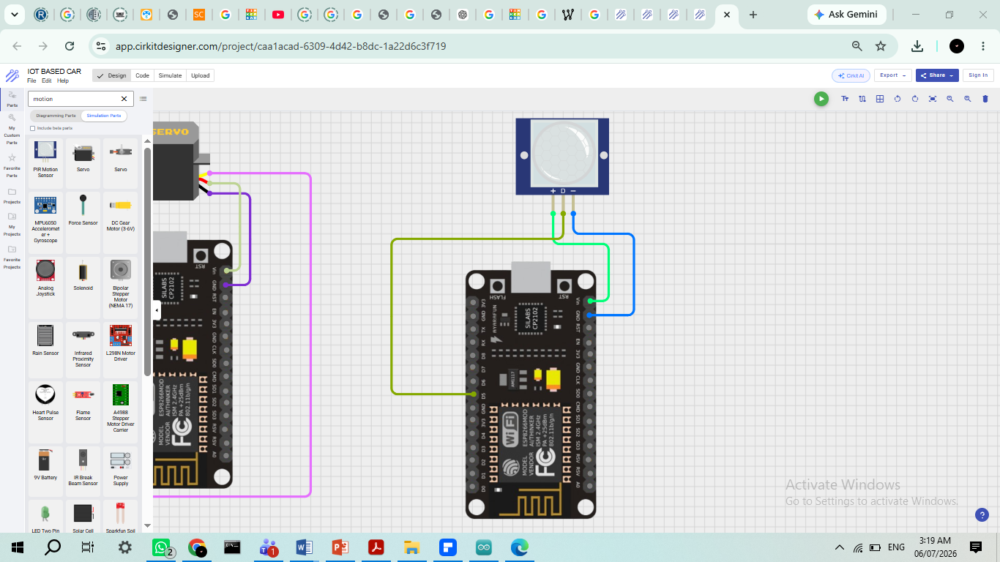 Ask Gemini
app.cirkitdesigner.com/project/caa1acad-6309-4d42-b8dc-1a22d6c3f719
IOT BASED CAR
File Edit Help
Design Code Simulate Upload
Cirkit AI
Export
Share
Sign In
Parts
My Custom Parts
Favorite Parts
Projects
My Projects
Favorite Projects
motion
Diagramming Parts Simulation Parts
Include beta parts
PIR Motion Sensor
Servo
Servo
MPU6050 Acceleromet er + Gyroscope
Force Sensor
DC Gear Motor (3-6V)
Analog Joystick
Solenoid
Bipolar Stepper Motor (NEMA 17)
Rain Sensor
Infrared Proximity Sensor
L298N Motor Driver
Heart Pulse Sensor
Flame Sensor
A4988 Stepper Motor Driver Carrier
9V Battery
IR Break Beam Sensor
Power Supply
LED Two Pin
Solar Cell
Sparkfun Soil
SERVO
RST
SILABS
CP2102
Vin
GND
RST
EN
3V3
GND
CLK
SD0
CMD
SD1
SD2
SD3
RSV
RSV
A0
MODEL
VENDOR
ESP8266MOD
AI/THINKER
ISM 2.4GHz
PA +25dBm
802.11b/g/n
FC
+ D −
FLASH
RST
3V3
GND
TX
RX
D8
D7
D6
D5
GND
3V3
D4
D3
D2
D1
D0
AYARAFUN
SILABS
CP2102
AM1117
Vin
GND
RST
EN
3V3
GND
CLK
SD0
CMD
SD1
SD2
SD3
RSV
RSV
A0
WiFi
MODEL
VENDOR
ESP8266MOD
AI/THINKER
ISM 2.4GHz
PA +25dBm
802.11b/g/n
FC
Activate Windows
Go to Settings to activate Windows.
2
1
ENG
3:19 AM
06/07/2026